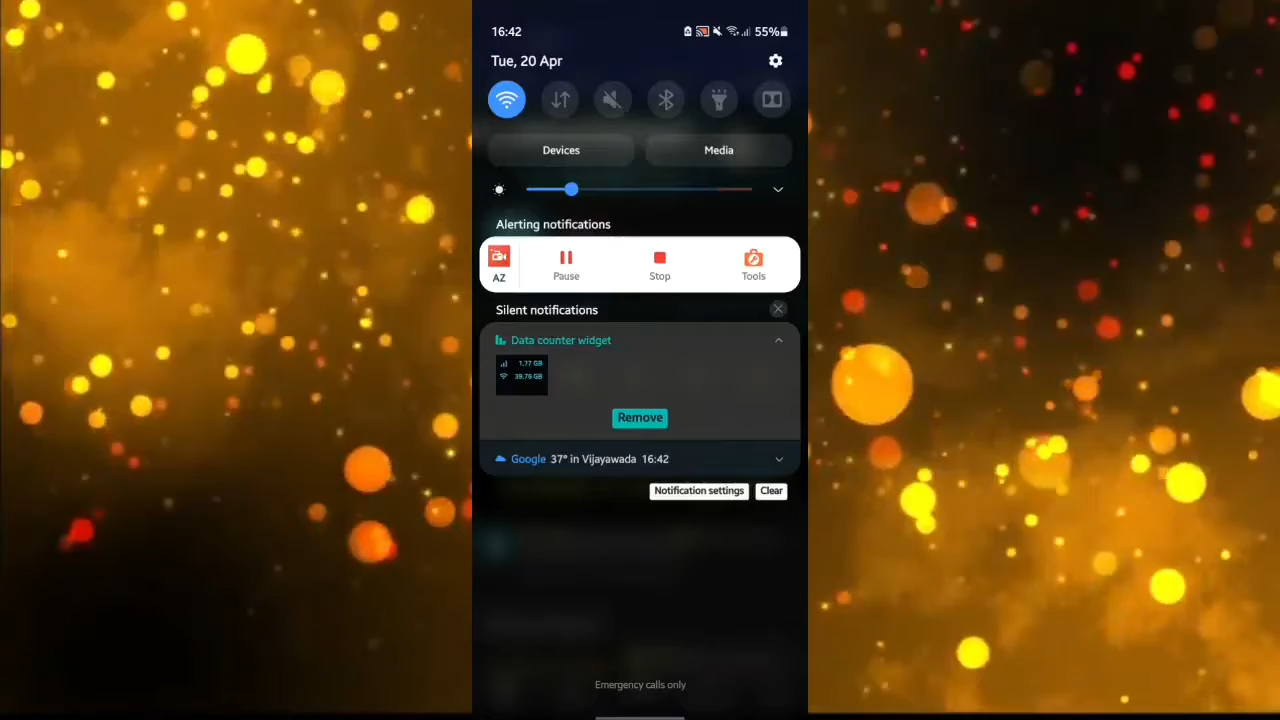 16:42
55%
Tue, 20 Apr
Devices
Media
Alerting notifications
AZ
Pause
Stop
Tools
Silent notifications
Data counter widget
1.77 GB
39.76 GB
Remove
Google 37° in Vijayawada 16:42
Notification settings
Clear
Emergency calls only